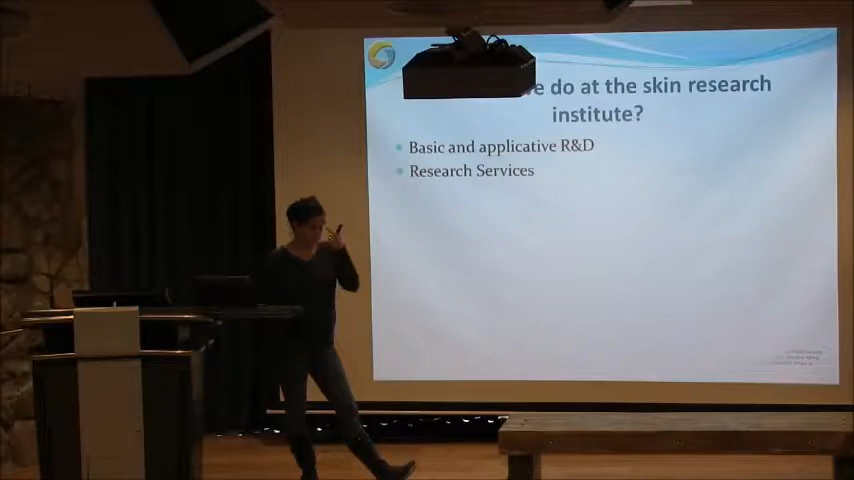 do at the skin research
institute?
Basic and applicative R&D
Research Services